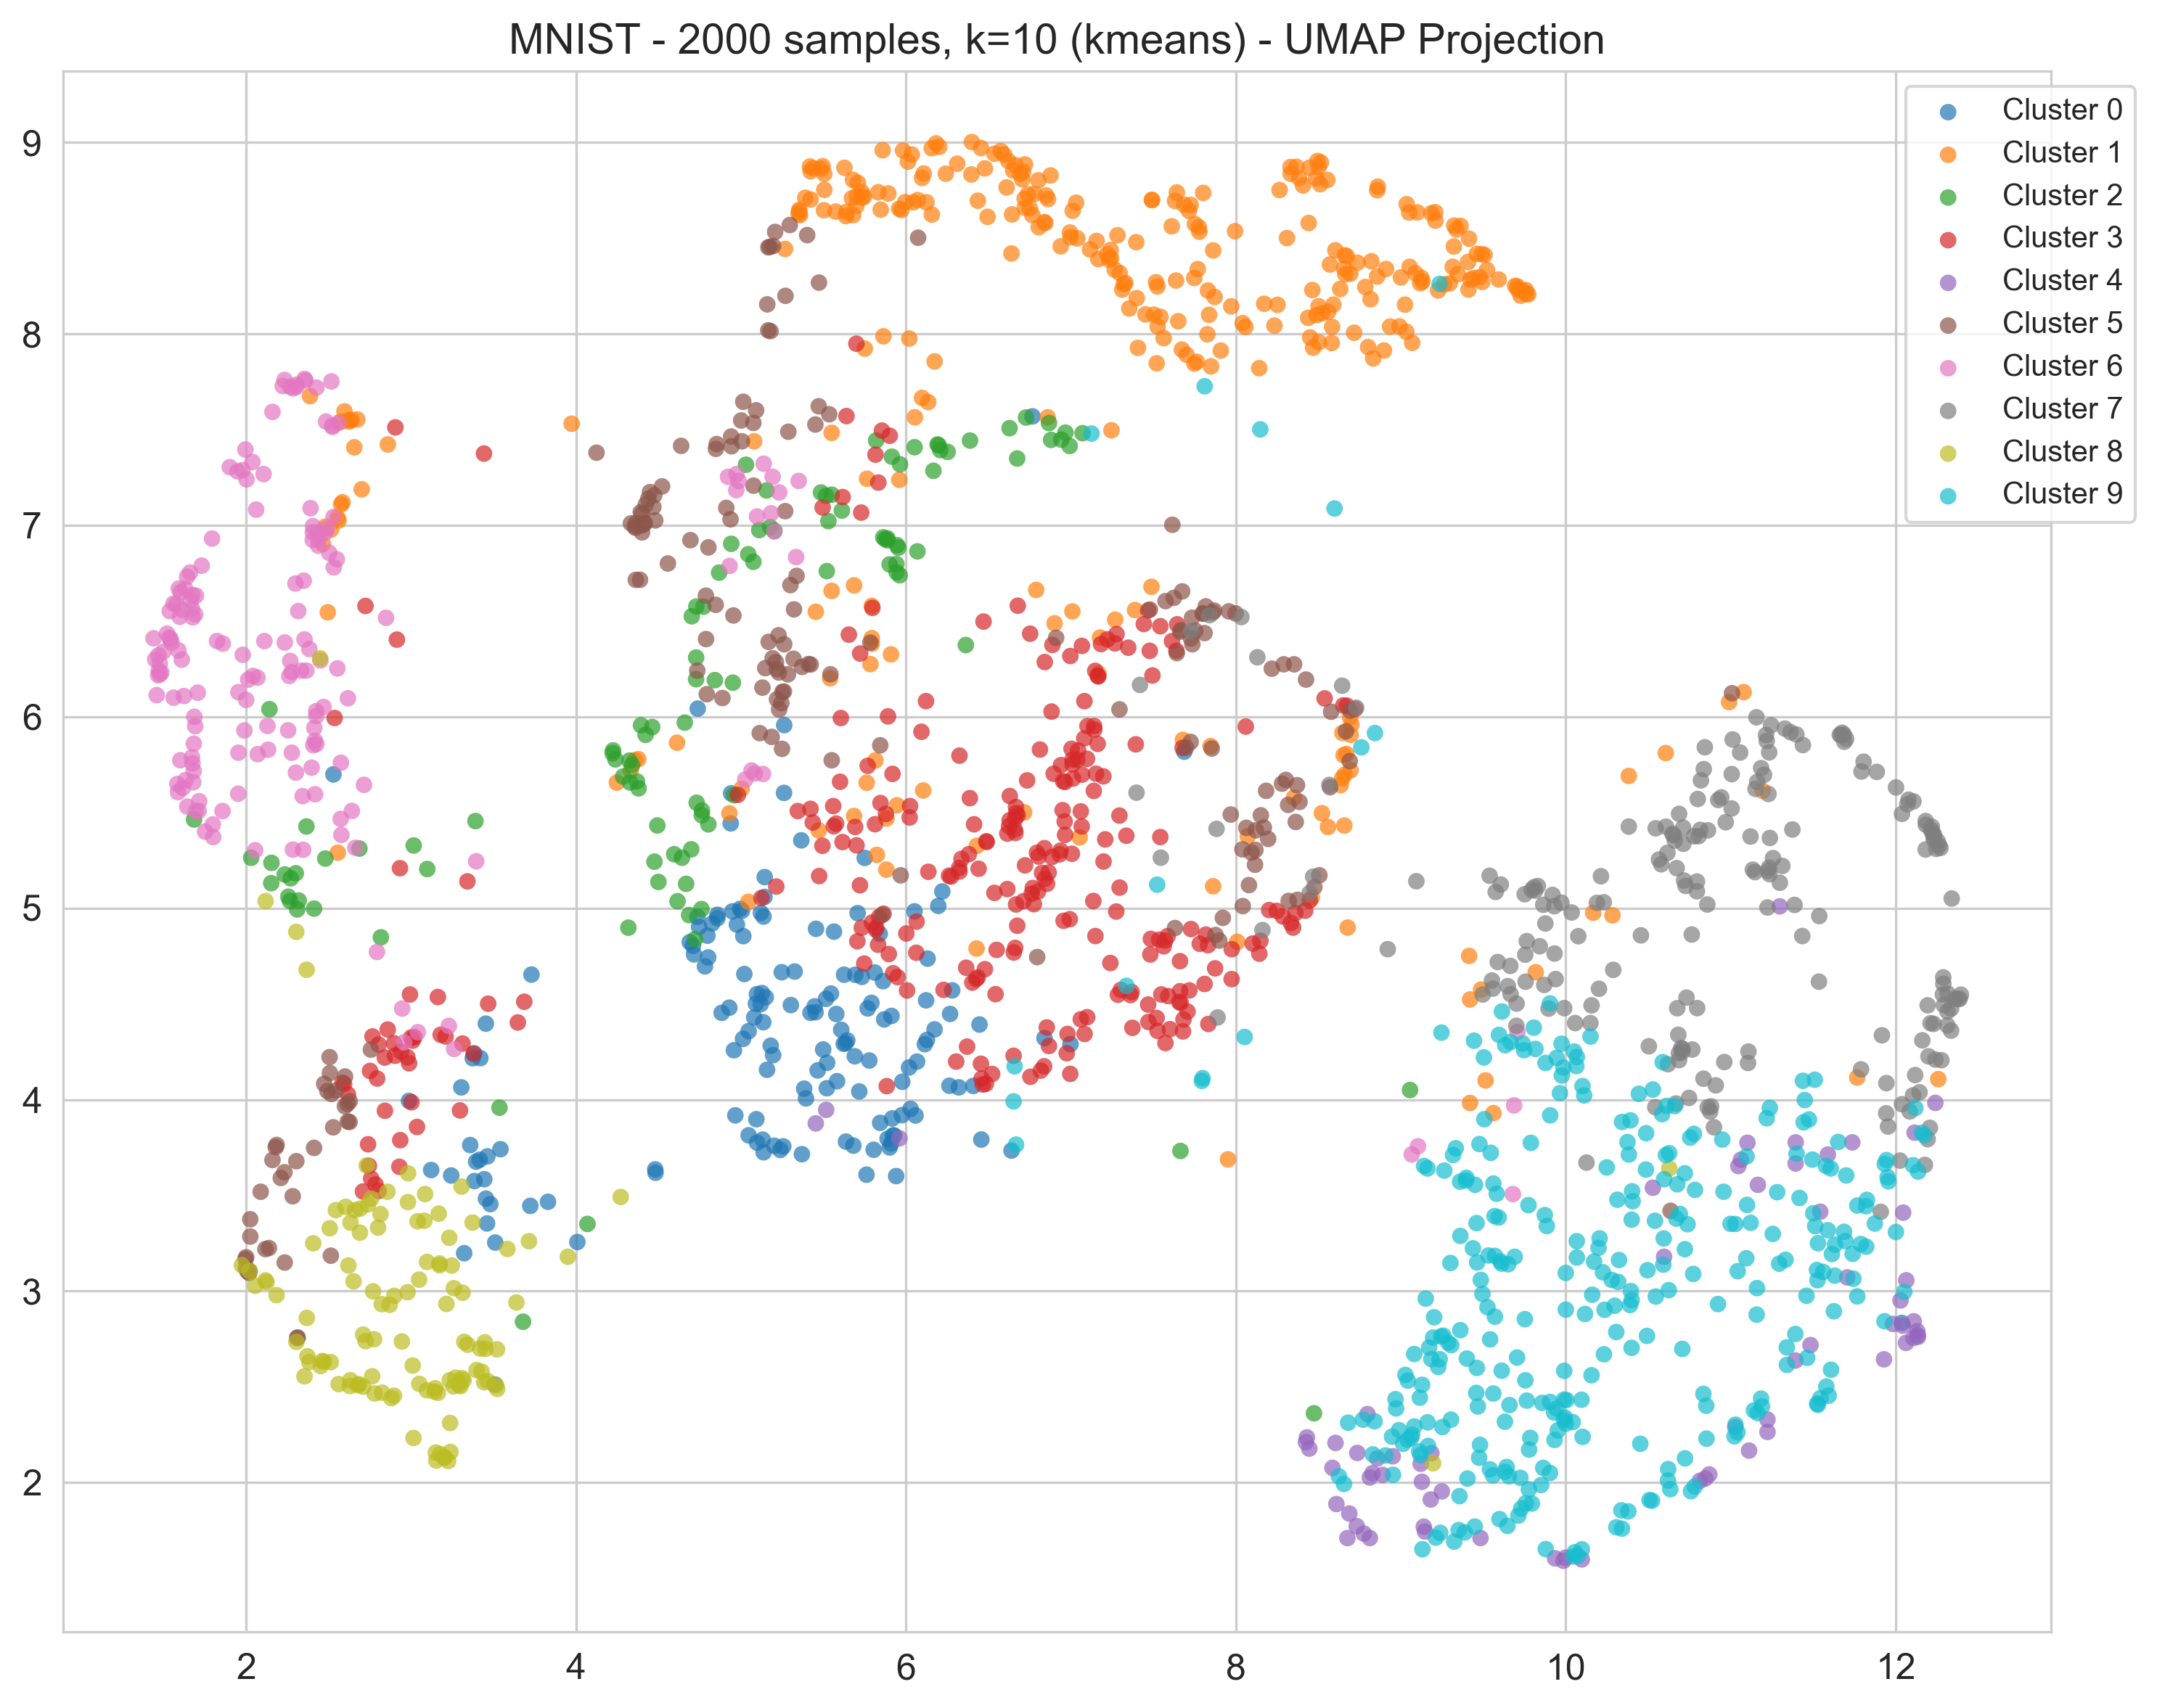 MNIST - 2000 samples, k=10 (kmeans) - UMAP Projection
Cluster 0
Cluster 1
Cluster 2
Cluster 3
Cluster 4
Cluster 5
Cluster 6
Cluster 7
Cluster 8
Cluster 9
9
8
7
6
5
4
3
2
2 4 6 8 10 12